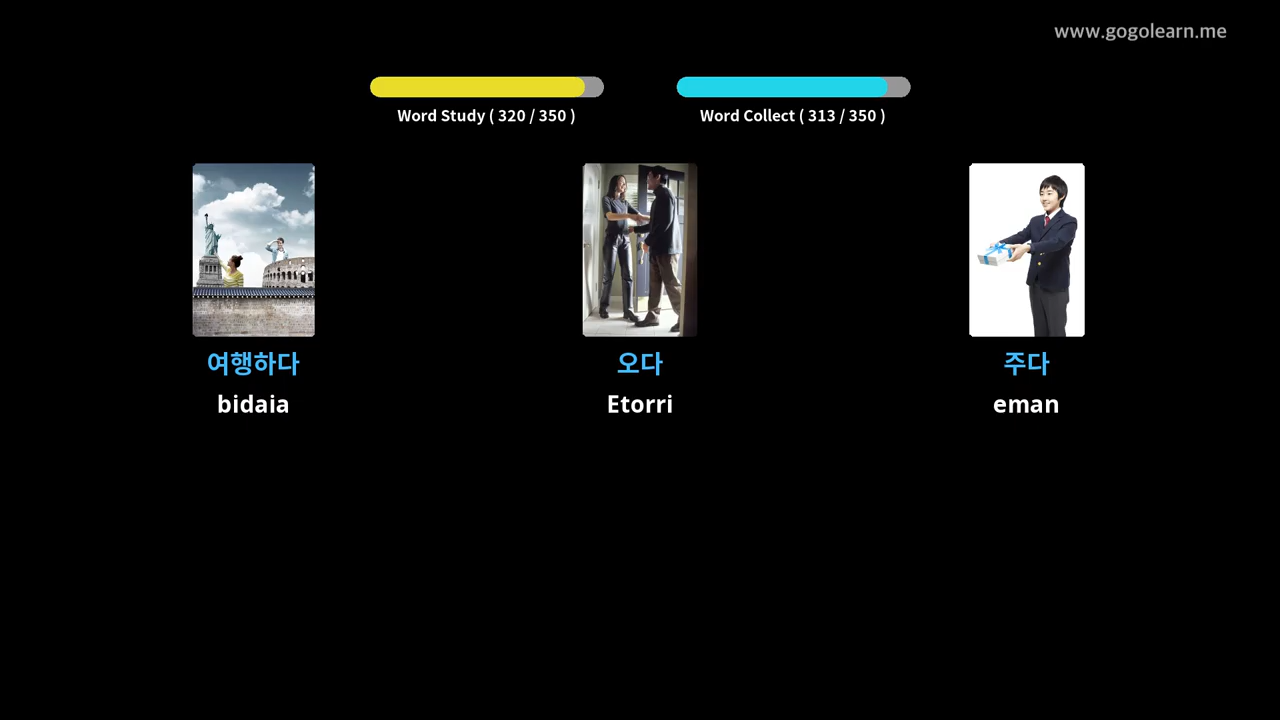 www.gogolearn.me
Word Study ( 320 / 350 )
Word Collect ( 313 / 350 )
여행하다
오다
주다
bidaia
Etorri
eman